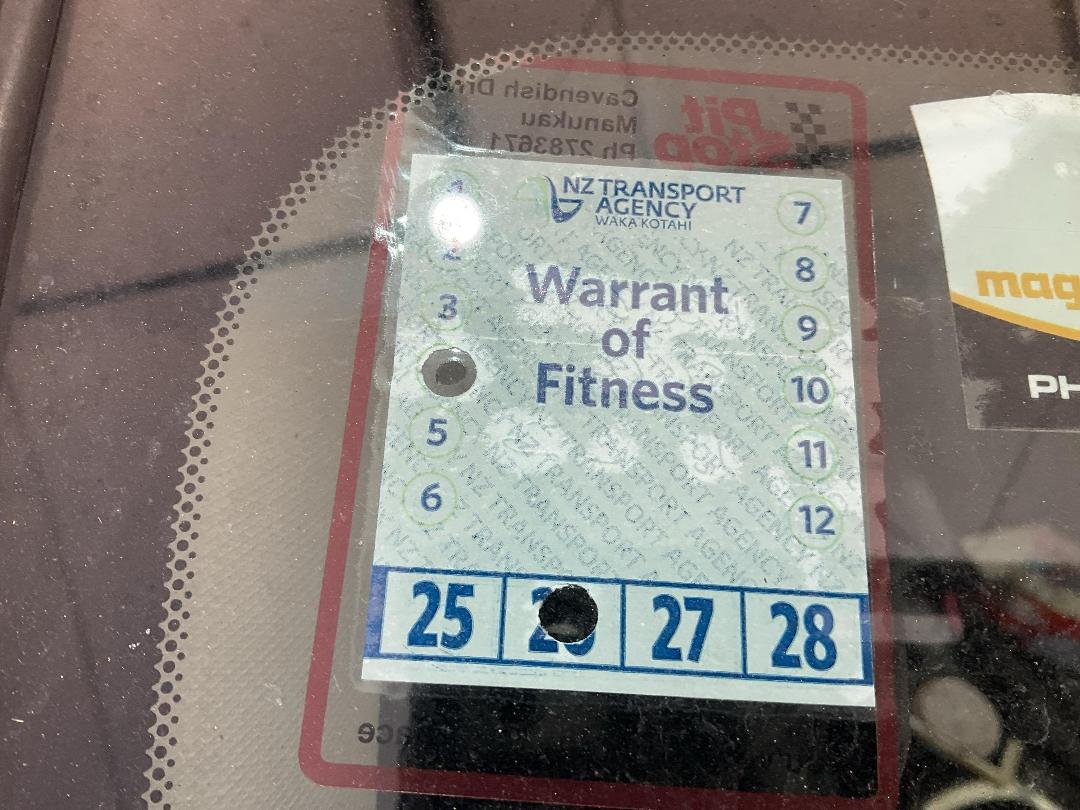 Cavendish
Manukau
Ph 2783671
Pit
Stop
NZ TRANSPORT
AGENCY
WAKA KOTAHI
1
2
3
5
6
7
8
9
10
11
12
Warrant
of
Fitness
25
27
28
mag
PH